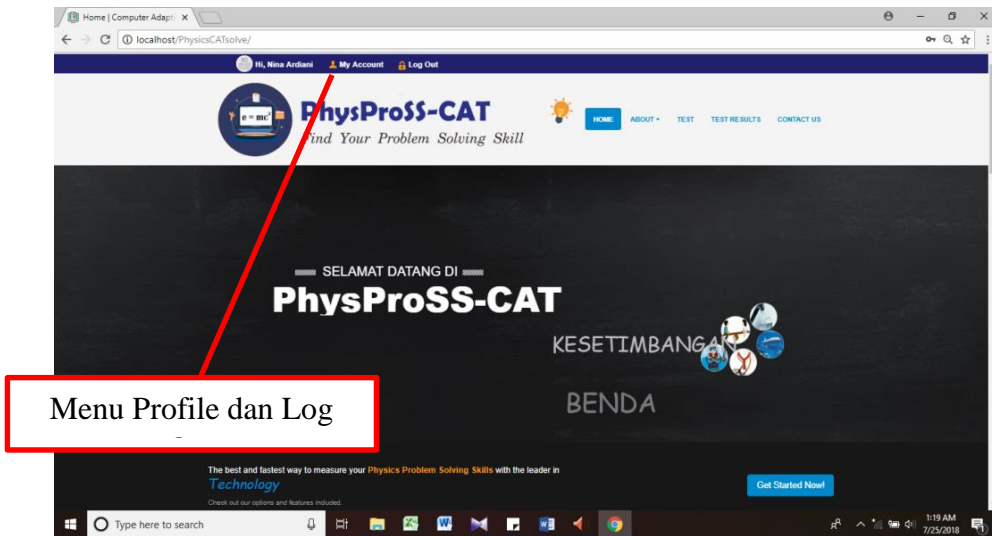 Home | Computer Adapti
localhost/PhysicsCATsolve/
Hi, Nina Ardiani My Account Log Out
e = mc²
PhysProSS-CAT
Find Your Problem Solving Skill
HOME ABOUT TEST TEST RESULTS CONTACT US
SELAMAT DATANG DI
PhysProSS-CAT
KESETIMBANGAN
BENDA
Menu Profile dan Log
The best and fastest way to measure your Physics Problem Solving Skills with the leader in
Technology
Check out our options and features included.
Get Started Now!
Type here to search
1:19 AM
7/25/2018